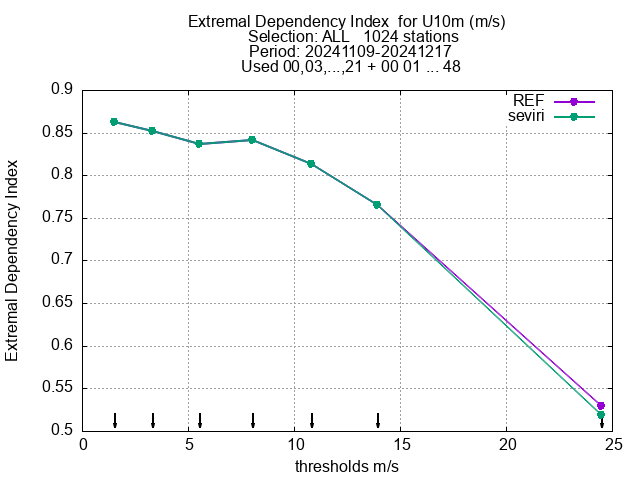 Extremal Dependency Index  for U10m (m/s)
Selection: ALL   1024 stations
Period: 20241109-20241217
Used 00,03,...,21 + 00 01 ... 48
REF
seviri
Extremal Dependency Index
0.9
0.85
0.8
0.75
0.7
0.65
0.6
0.55
0.5
0 5 10 15 20 25
thresholds m/s